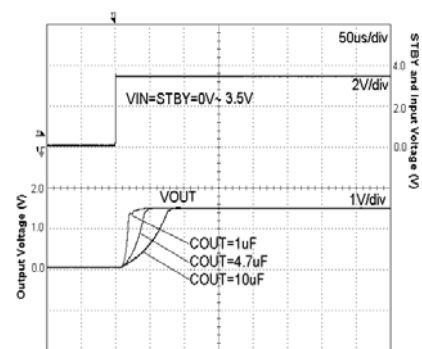 50us/div
4.0
2V/div
VIN=STBY=0V~ 3.5V
2.0
0.0
STBY and Input Voltage (V)
2.0
VOUT
1V/div
1.0
COUT=1uF
COUT=4.7uF
0.0
COUT=10uF
Output Voltage (V)